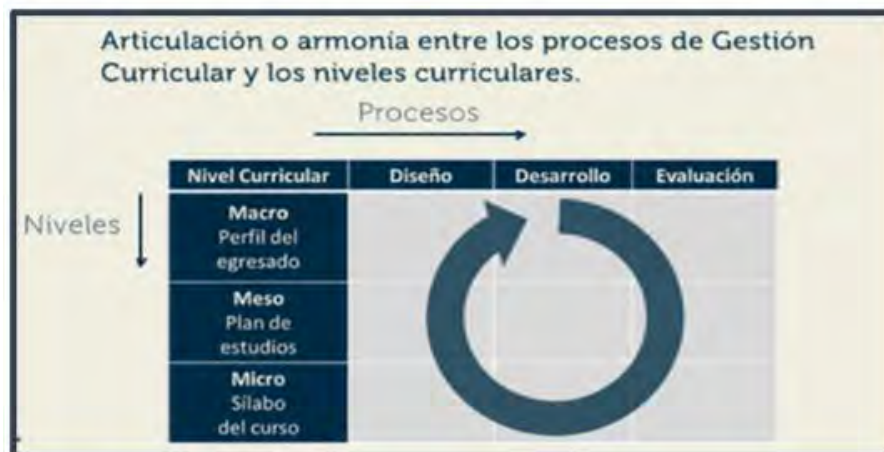 Articulación o armonía entre los procesos de Gestión
Curricular y los niveles curriculares.
Procesos
Niveles
Nivel Curricular Diseño Desarrollo Evaluación
Macro
Perfil del
egresado
Meso
Plan de
estudios
Micro
Sílabo
del curso